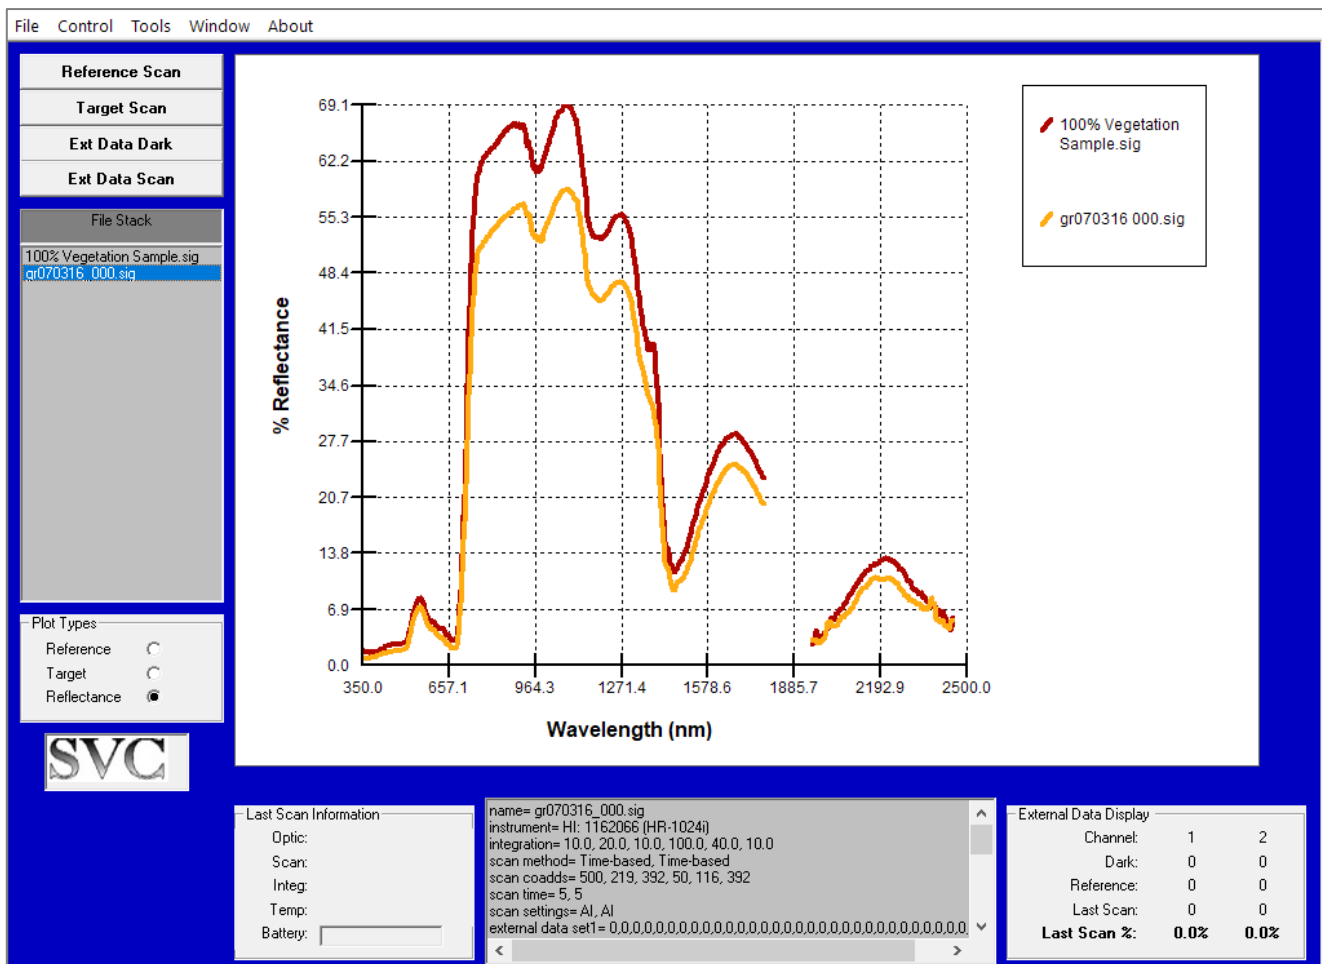 File Control Tools Window About
Reference Scan
Target Scan
Ext Data Dark
Ext Data Scan
File Stack
100% Vegetation Sample.sig
gr070316_000.sig
Plot Types
Reference
Target
Reflectance
SVC
% Reflectance
69.1
62.2
55.3
48.4
41.5
34.6
27.7
20.7
13.8
6.9
0.0
350.0 657.1 964.3 1271.4 1578.6 1885.7 2192.9 2500.0
Wavelength (nm)
100% Vegetation
Sample.sig
gr070316 000.sig
Last Scan Information
Optic:
Scan:
Integ:
Temp:
Battery:
name= gr070316_000.sig
instrument= HI: 1162066 (HR-1024i)
integration= 10.0, 20.0, 10.0, 100.0, 40.0, 10.0
scan method= Time-based, Time-based
scan coadds= 500, 219, 392, 50, 116, 392
scan time= 5, 5
scan settings= AI, AI
external data set1= 0,0,0,0,0,0,0,0,0,0,0,0,0,0,0,0,0,0,0,0,0,0,0,0,0,0,0,0,0,0,0,
External Data Display
Channel: 1 2
Dark: 0 0
Reference: 0 0
Last Scan: 0 0
Last Scan %: 0.0% 0.0%